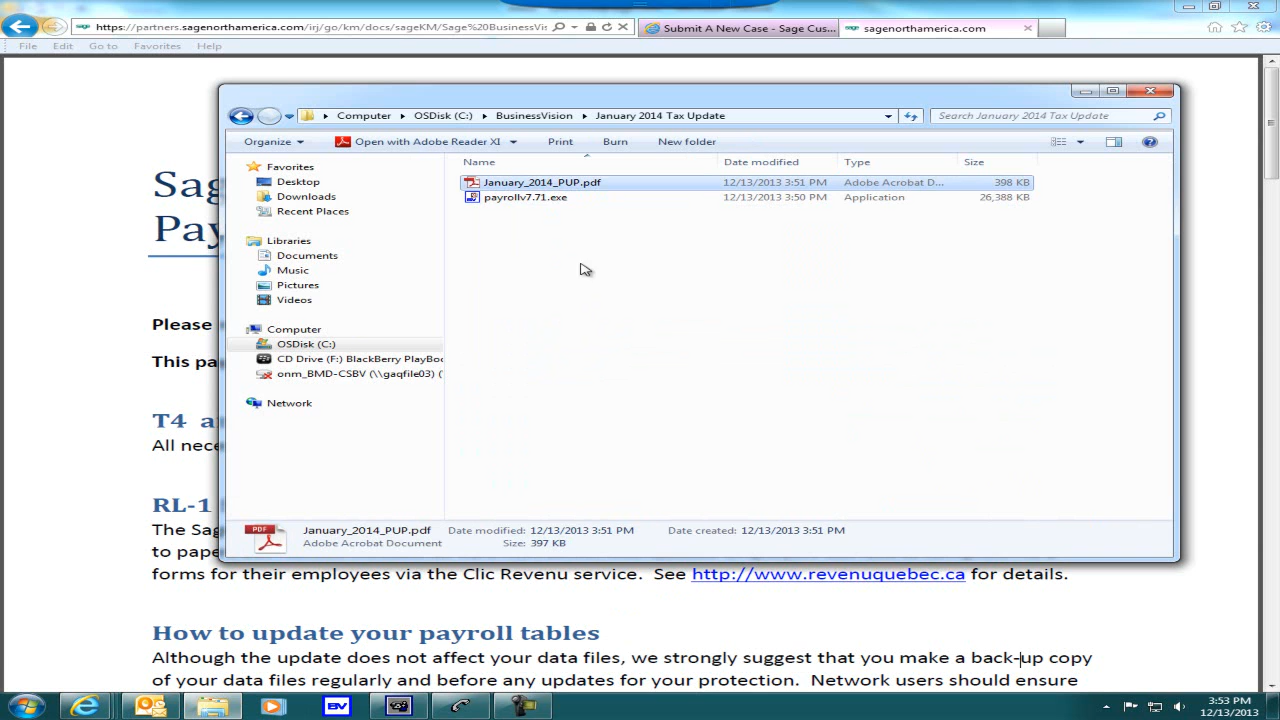 https://partners.sagenorthamerica.com/irj/go/km/docs/sageKM/Sage%20BusinessVi
Submit A New Case - Sage Cus...
sagenorthamerica.com
File Edit Go to Favorites Help
Computer OSDisk (C:) BusinessVision January 2014 Tax Update
Search January 2014 Tax Update
Organize Open with Adobe Reader XI Print Burn New folder
Name Date modified Type Size
January_2014_PUP.pdf 12/13/2013 3:51 PM Adobe Acrobat D... 398 KB
payrollv7.71.exe 12/13/2013 3:50 PM Application 26,388 KB
Favorites
Desktop
Downloads
Recent Places
Libraries
Documents
Music
Pictures
Videos
Computer
OSDisk (C:)
CD Drive (F:) BlackBerry PlayBoo
onm_BMD-CSBV (\\gaqfile03) (
Network
PDF
January_2014_PUP.pdf Date modified: 12/13/2013 3:51 PM Date created: 12/13/2013 3:51 PM
Adobe Acrobat Document Size: 397 KB
Sag
Pay
Please
This pa
T4 a
All nece
RL-1
The Sag
to pape
forms for their employees via the Clic Revenu service. See http://www.revenuquebec.ca for details.
How to update your payroll tables
Although the update does not affect your data files, we strongly suggest that you make a back-up copy
of your data files regularly and before any updates for your protection. Network users should ensure
BV
3:53 PM
12/13/2013